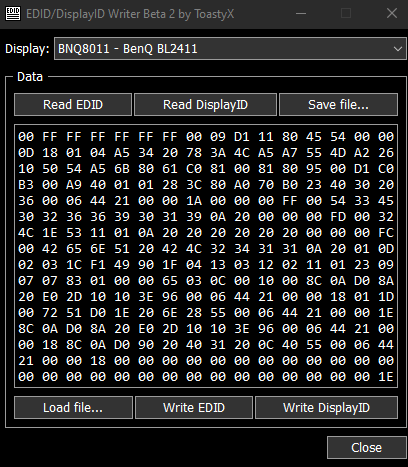 EDID/DisplayID Writer Beta 2 by ToastyX
Display: BNQ8011 - BenQ BL2411
Data
Read EDID Read DisplayID Save file...
00 FF FF FF FF FF FF 00 09 D1 11 80 45 54 00 00
0D 18 01 04 A5 34 20 78 3A 4C A5 A7 55 4D A2 26
10 50 54 A5 6B 80 61 C0 81 00 81 80 95 00 D1 C0
B3 00 A9 40 01 01 28 3C 80 A0 70 B0 23 40 30 20
36 00 06 44 21 00 00 1A 00 00 00 FF 00 54 33 45
30 32 36 36 39 30 31 39 0A 20 00 00 00 FD 00 32
4C 1E 53 11 01 0A 20 20 20 20 20 20 00 00 00 FC
00 42 65 6E 51 20 42 4C 32 34 31 31 0A 20 01 0D
02 03 1C F1 49 90 1F 04 13 03 12 02 11 01 23 09
07 07 83 01 00 00 65 03 0C 00 10 00 8C 0A D0 8A
20 E0 2D 10 10 3E 96 00 06 44 21 00 00 18 01 1D
00 72 51 D0 1E 20 6E 28 55 00 06 44 21 00 00 1E
8C 0A D0 8A 20 E0 2D 10 10 3E 96 00 06 44 21 00
00 18 8C 0A D0 90 20 40 31 20 0C 40 55 00 06 44
21 00 00 18 00 00 00 00 00 00 00 00 00 00 00 00
00 00 00 00 00 00 00 00 00 00 00 00 00 00 00 1E
Load file... Write EDID Write DisplayID
Close